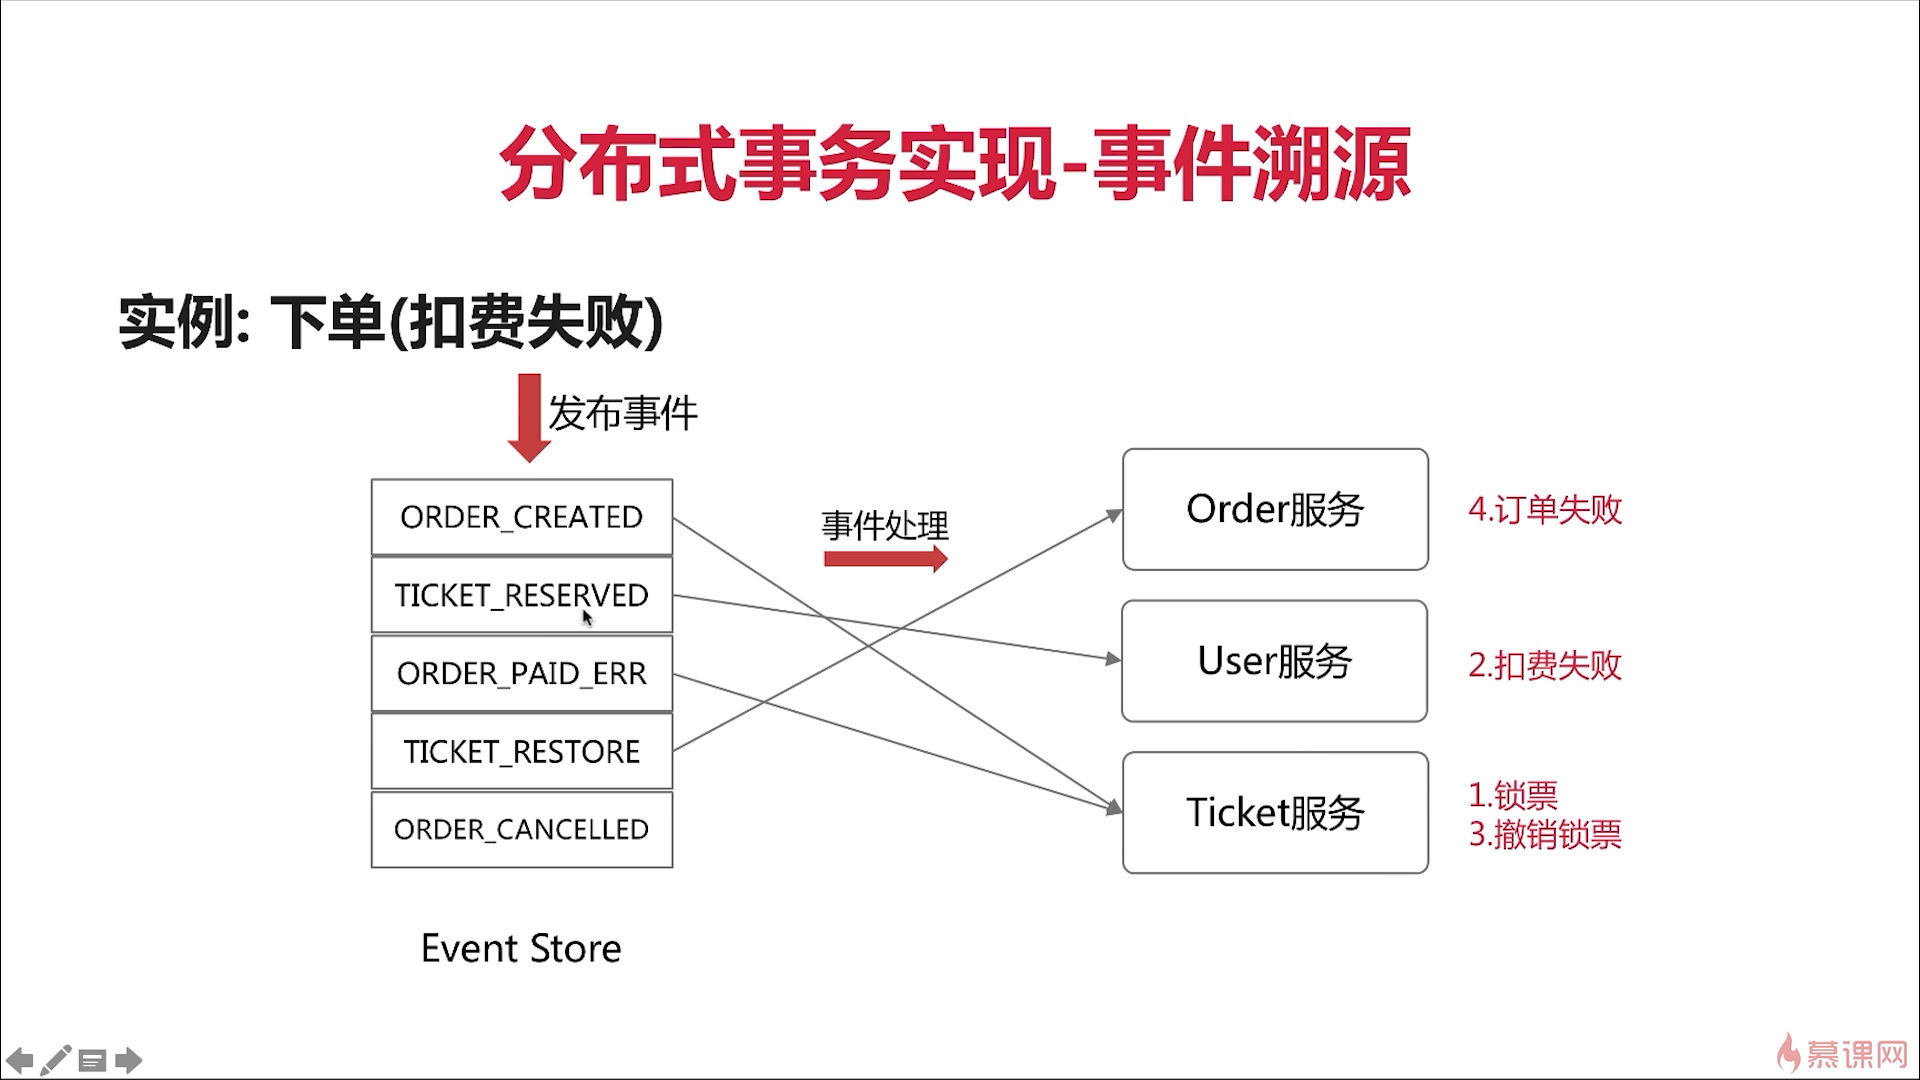 分布式事务实现-事件溯源
实例: 下单(扣费失败)
发布事件
ORDER_CREATED
TICKET_RESERVED
ORDER_PAID_ERR
TICKET_RESTORE
ORDER_CANCELLED
Event Store
事件处理
Order服务
4.订单失败
User服务
2.扣费失败
Ticket服务
1.锁票
3.撤销锁票
慕课网